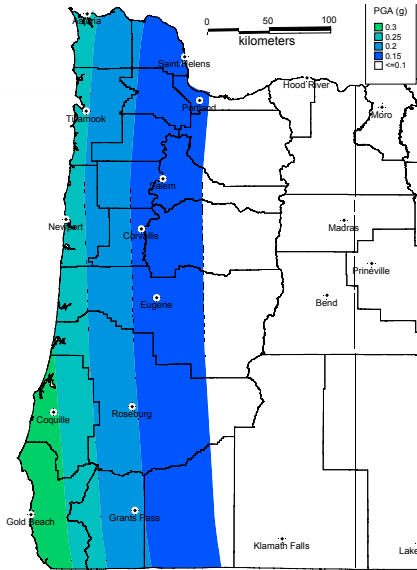 PGA (g)
0.3
0.25
0.2
0.15
<=0.1
0 50 100
kilometers
Astoria
Saint Helens
Hood River
Portland
Moro
Tillamook
Salem
Newport
Corvallis
Madras
Prineville
Eugene
Bend
Coquille
Roseburg
Gold Beach
Grants Pass
Klamath Falls
Lake